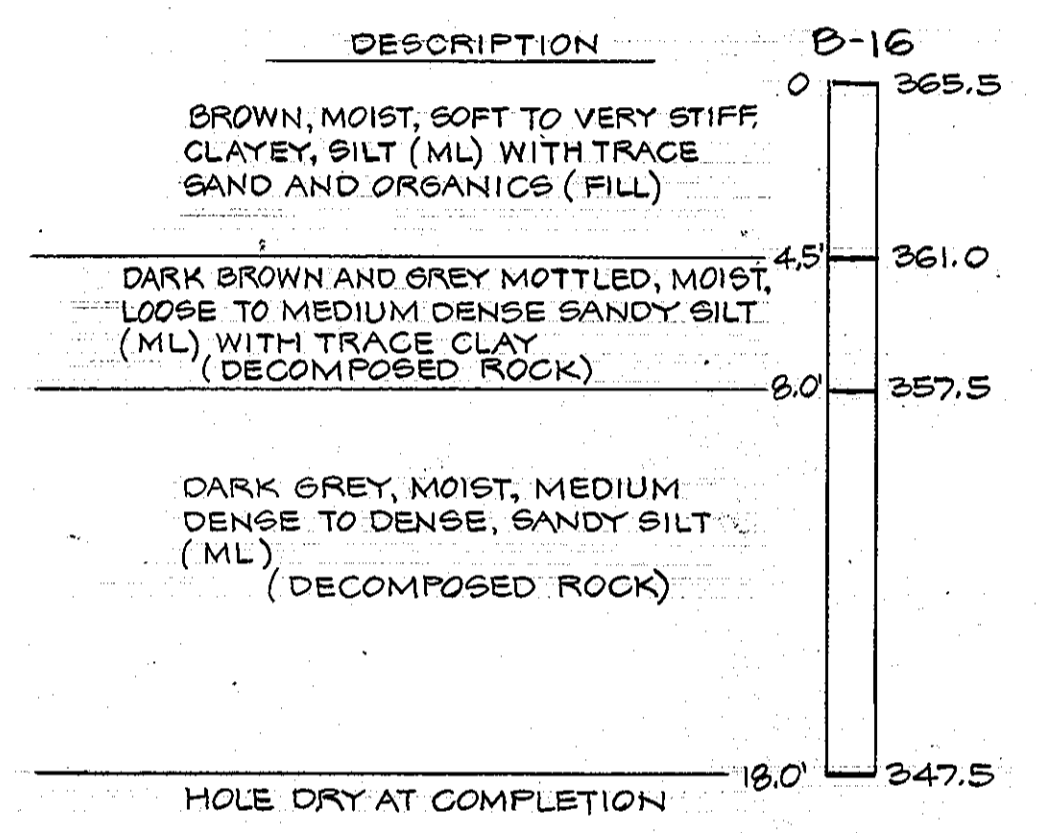 DESCRIPTION B-16
0 365.5
BROWN, MOIST, SOFT TO VERY STIFF,
CLAYEY, SILT (ML) WITH TRACE
SAND AND ORGANICS (FILL)
4.5' 361.0
DARK BROWN AND GREY MOTTLED, MOIST,
LOOSE TO MEDIUM DENSE SANDY SILT
(ML) WITH TRACE CLAY
(DECOMPOSED ROCK)
8.0' 357.5
DARK GREY, MOIST, MEDIUM
DENSE TO DENSE, SANDY SILT
(ML)
(DECOMPOSED ROCK)
18.0' 347.5
HOLE DRY AT COMPLETION